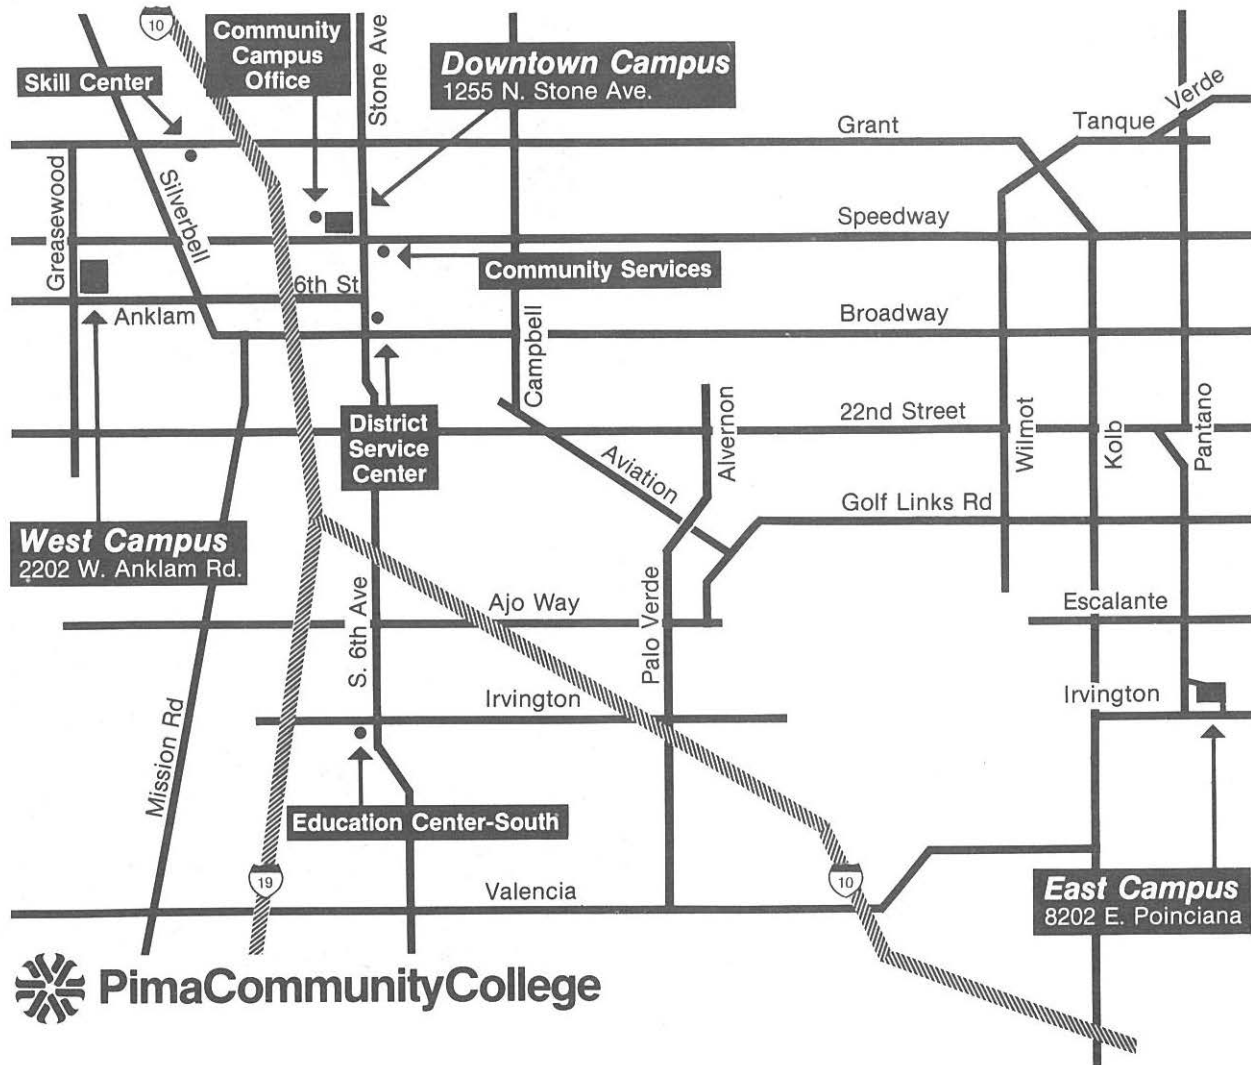 10
Community
Campus
Office
Stone Ave
Skill Center
Downtown Campus
1255 N. Stone Ave.
Grant
Tanque
Verde
Greasewood
Silverbell
Speedway
6th St
Community Services
Anklam
Broadway
Campbell
District
Service
Center
22nd Street
Alvernon
Aviation
Wilmot
Kolb
Pantano
Golf Links Rd
West Campus
2202 W. Anklam Rd.
Ajo Way
S. 6th Ave
Palo Verde
Escalante
Irvington
Irvington
Mission Rd
Education Center-South
19
10
Valencia
East Campus
8202 E. Poinciana
PimaCommunityCollege